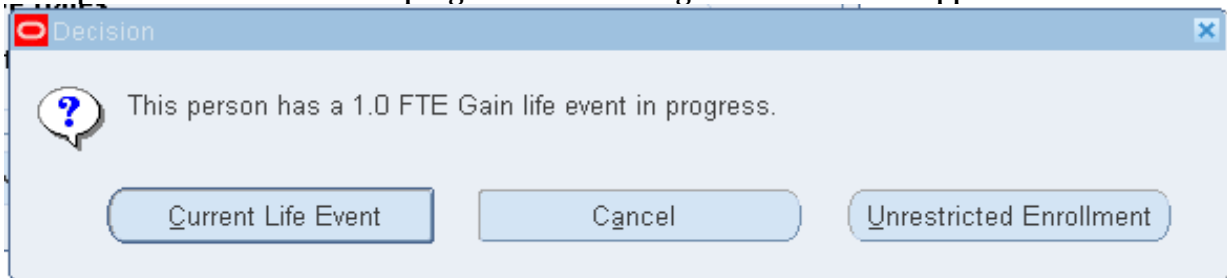 Decision
This person has a 1.0 FTE Gain life event in progress.
Current Life Event
Cancel
Unrestricted Enrollment